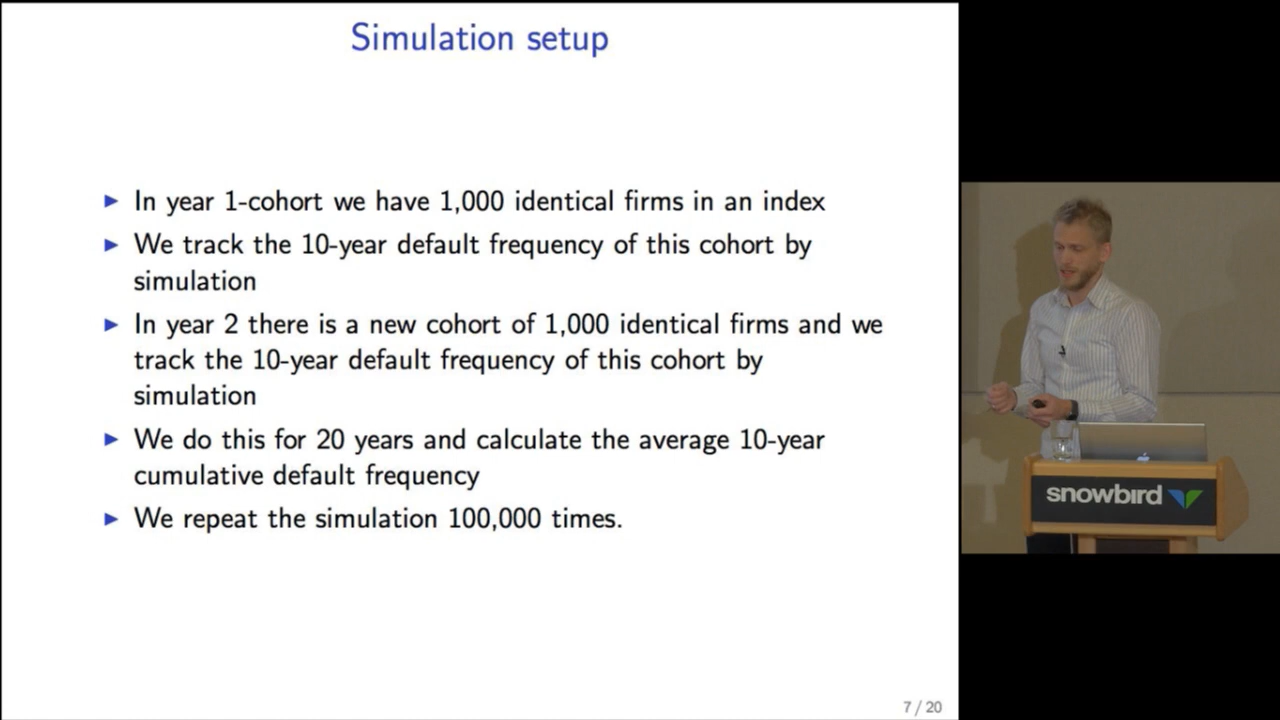 Simulation setup
In year 1-cohort we have 1,000 identical firms in an index
We track the 10-year default frequency of this cohort by
simulation
In year 2 there is a new cohort of 1,000 identical firms and we
track the 10-year default frequency of this cohort by
simulation
We do this for 20 years and calculate the average 10-year
cumulative default frequency
We repeat the simulation 100,000 times.
7 / 20
snowbird